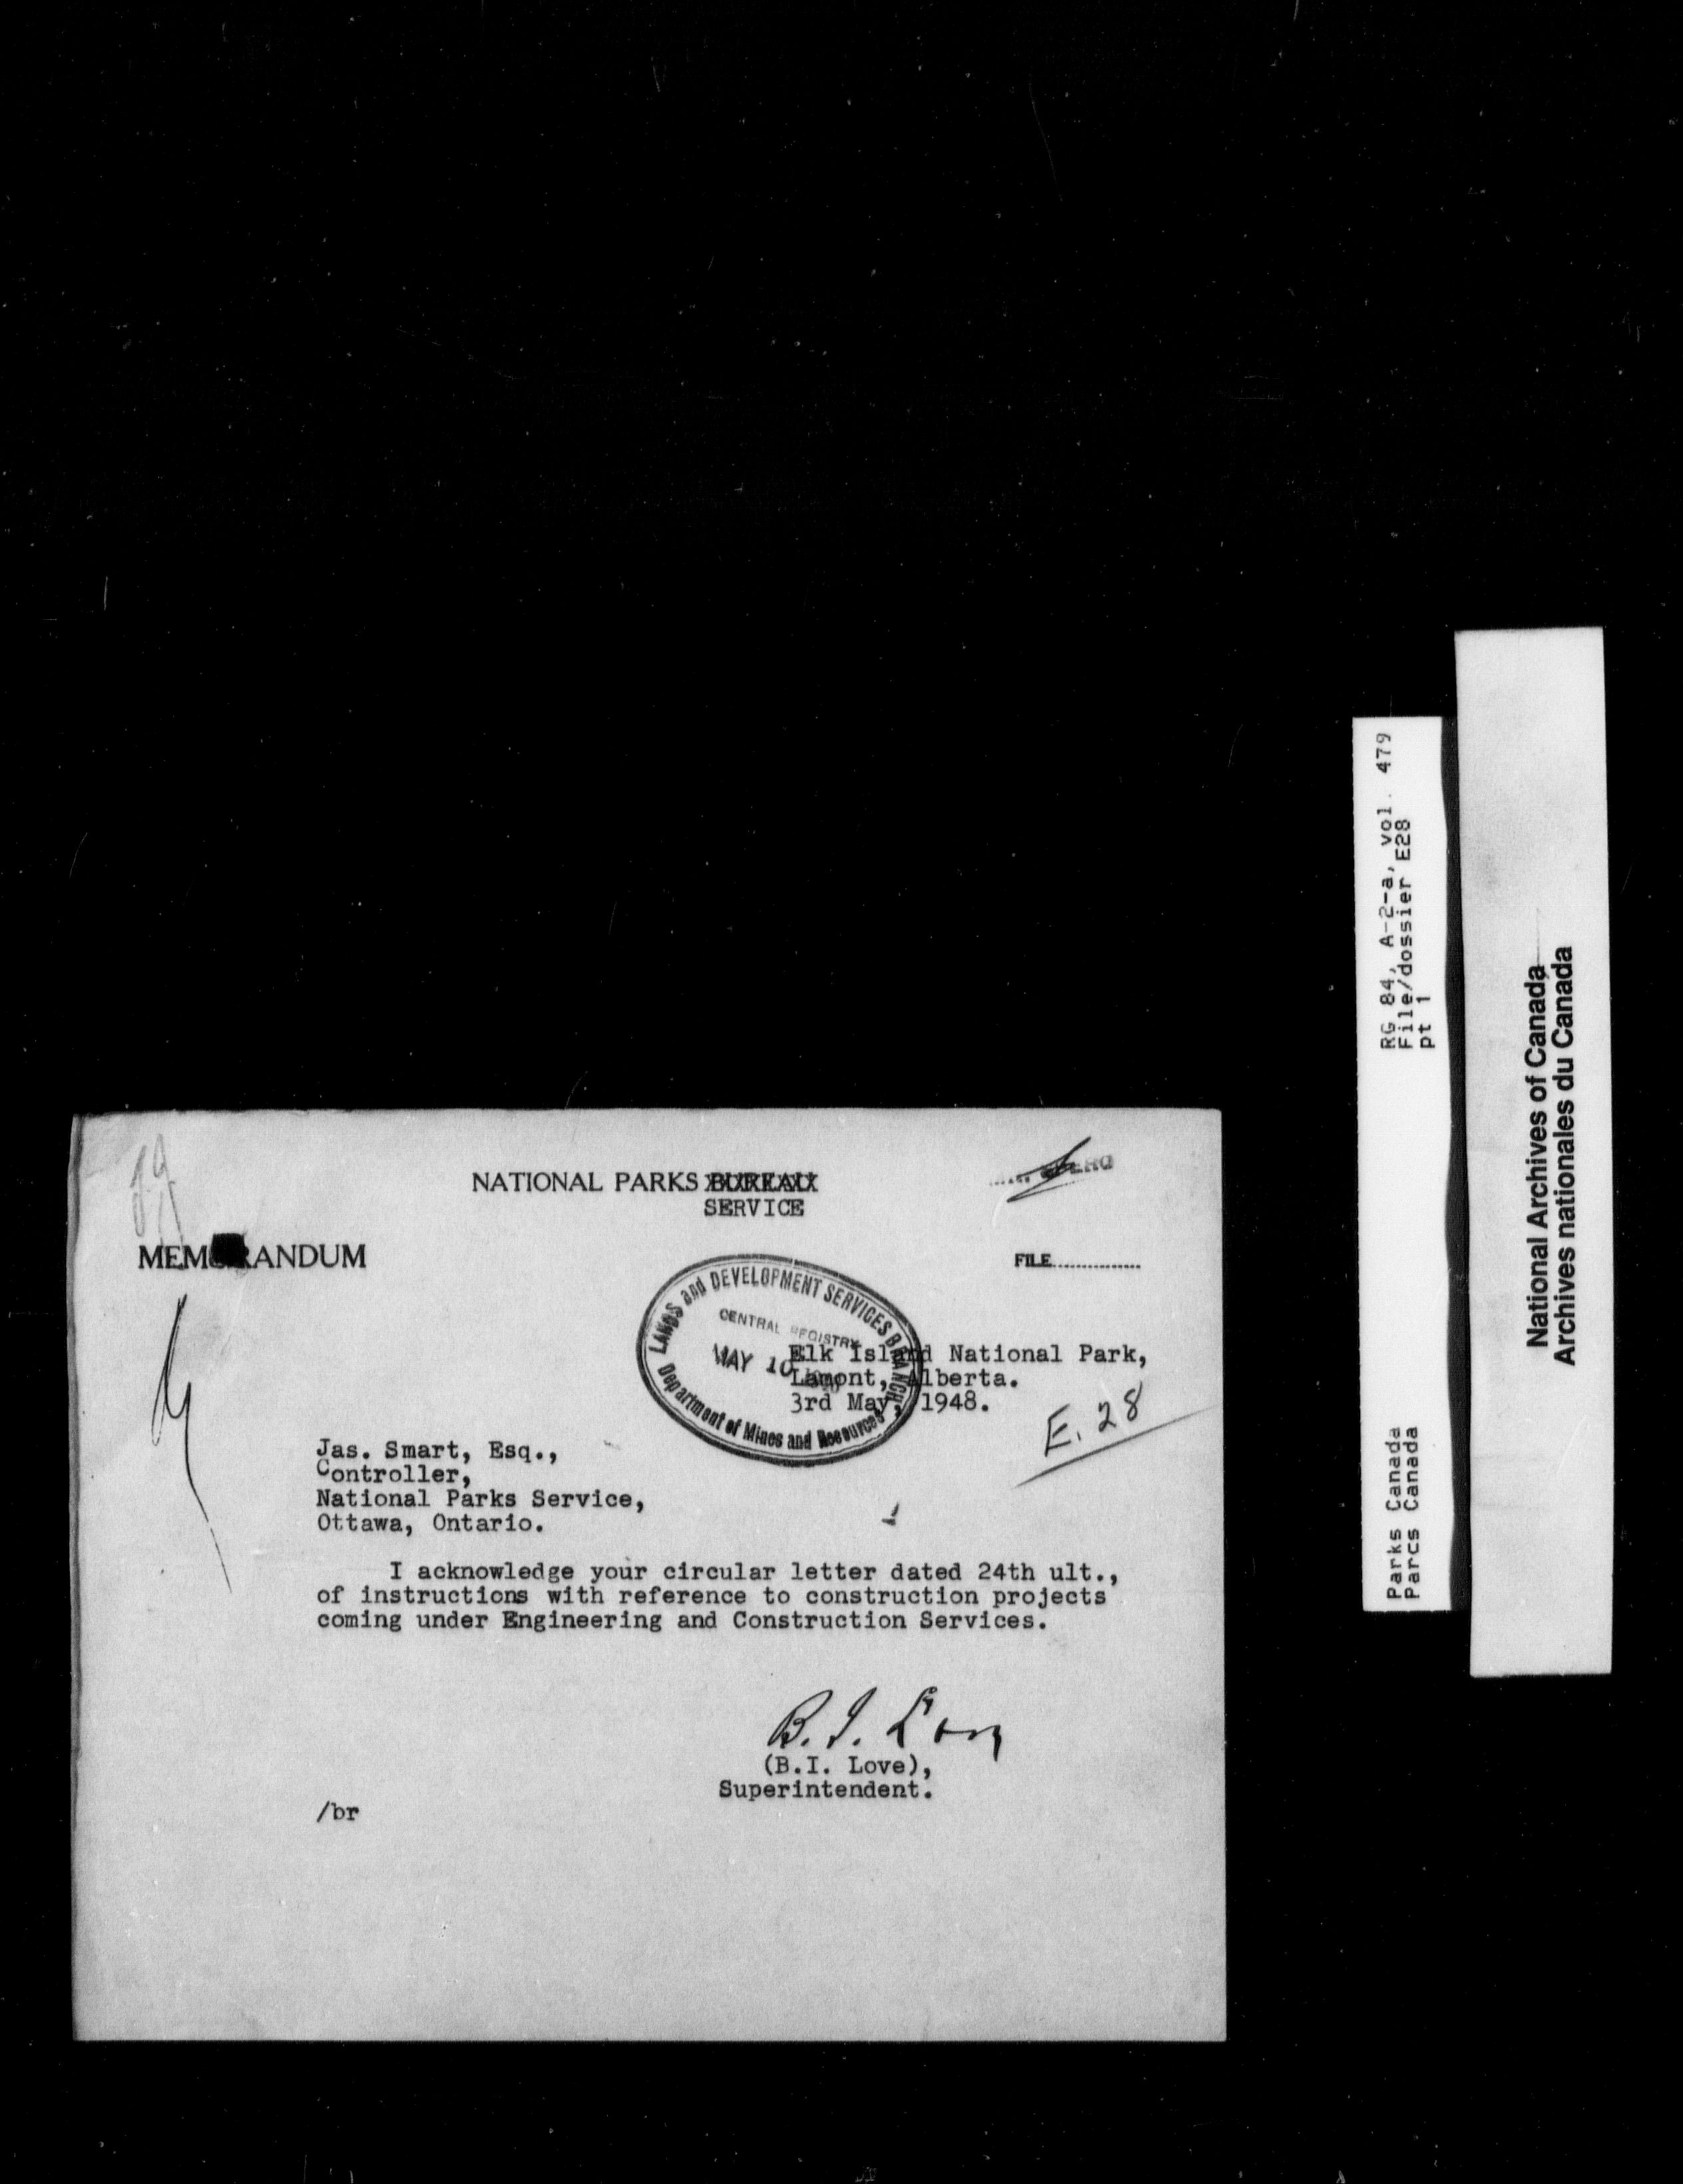 NATIONAL PARKS BUREAU
SERVICE
MEMORANDUM
FILE
LANDS and DEVELOPMENT SERVICES BRANCH
CENTRAL REGISTRY
MAY 10
Department of Mines and Resources
Elk Island National Park,
Lamont, Alberta.
3rd May, 1948.
E. 28
Jas. Smart, Esq.,
Controller,
National Parks Service,
Ottawa, Ontario.
I acknowledge your circular letter dated 24th ult.,
of instructions with reference to construction projects
coming under Engineering and Construction Services.
B. I. Love
(B.I. Love),
Superintendent.
/br
RG 84, A-2-a, vol. 479
File/dossier E28
pt 1
Parks Canada
Parcs Canada
National Archives of Canada
Archives nationales du Canada